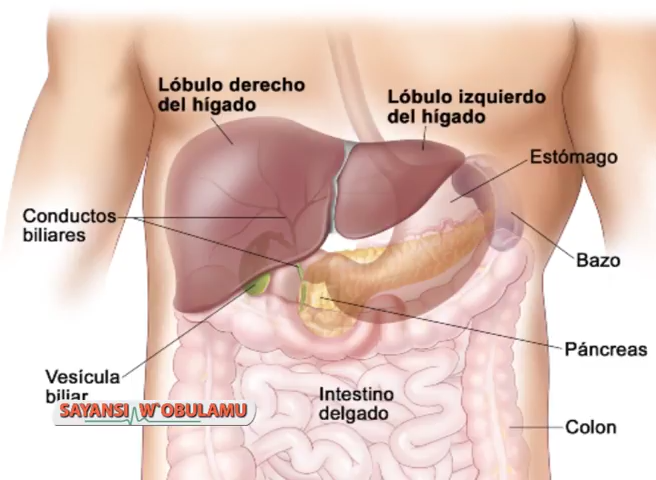 Lóbulo derecho
del hígado
Lóbulo izquierdo
del hígado
Estómago
Conductos
biliares
Bazo
Páncreas
Vesícula
biliar
SAYANSI W'OBULAMU
Intestino
delgado
Colon